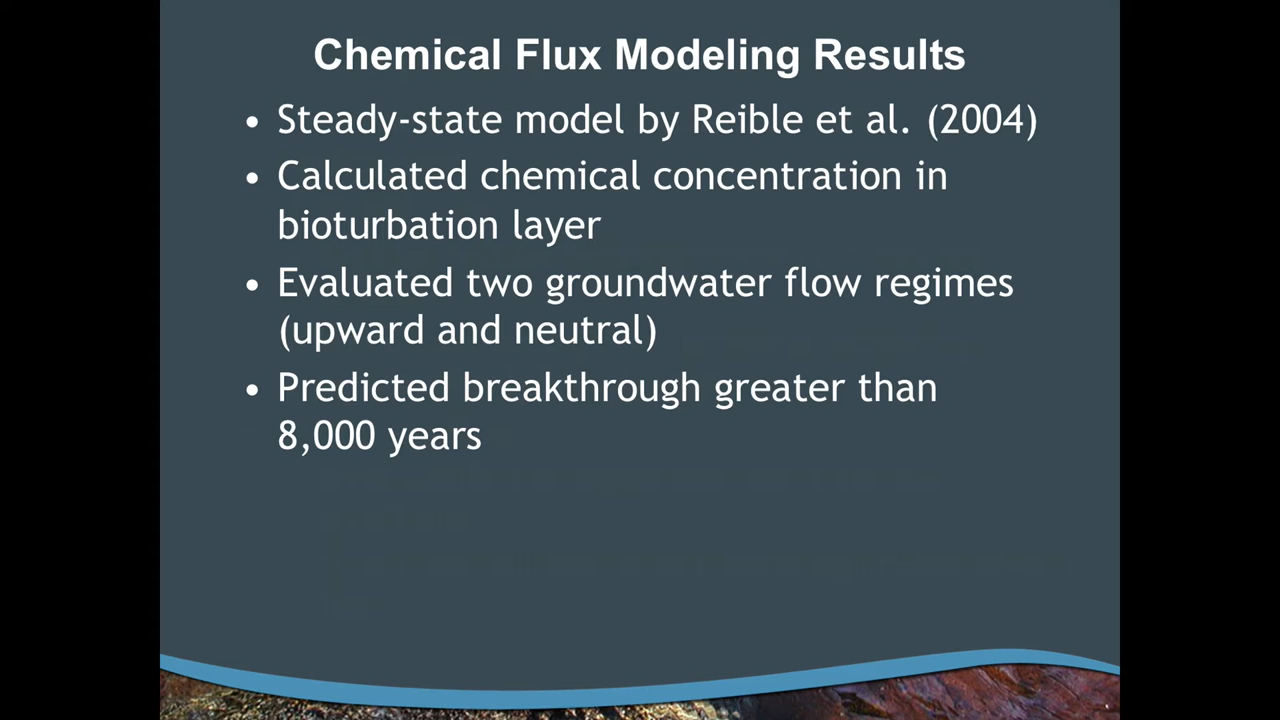 Chemical Flux Modeling Results
• Steady-state model by Reible et al. (2004)
• Calculated chemical concentration in
bioturbation layer
• Evaluated two groundwater flow regimes
(upward and neutral)
• Predicted breakthrough greater than
8,000 years